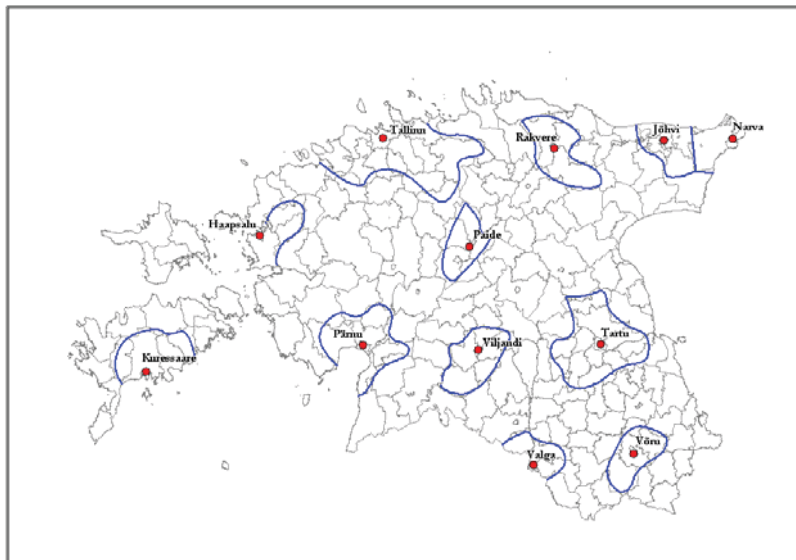 Tallinn
Rakvere
Jõhvi
Narva
Haapsalu
Paide
Kuressaare
Pärnu
Viljandi
Tartu
Valga
Võru